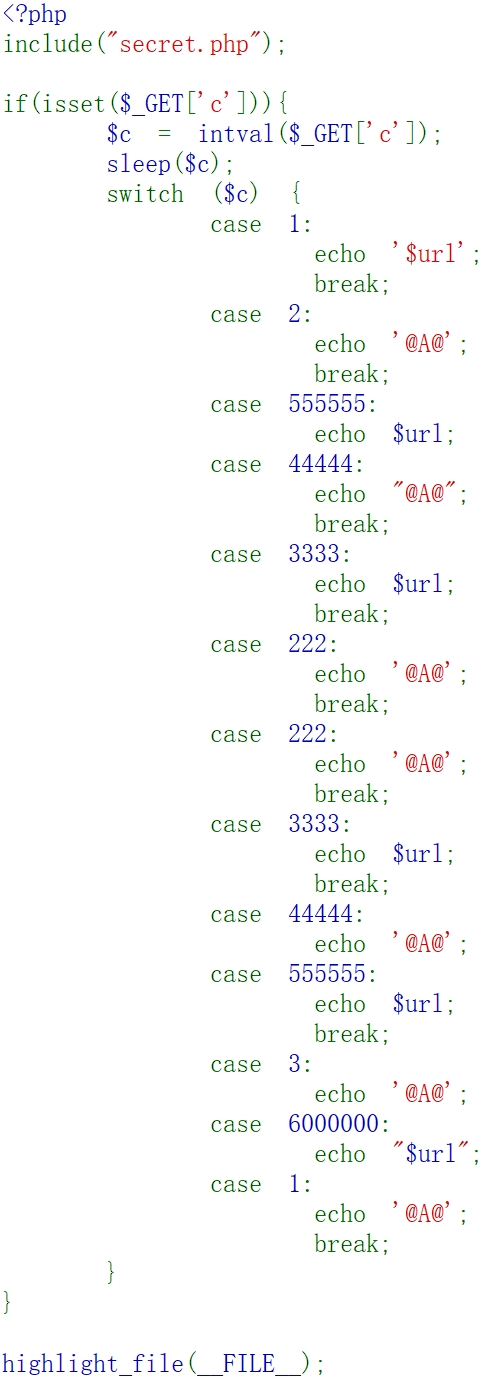 <?php
include("secret.php");

if(isset($_GET['c'])){
        $c  =  intval($_GET['c']);
        sleep($c);
        switch  ($c)  {
                case  1:
                        echo  '$url';
                        break;
                case  2:
                        echo  '@A@';
                        break;
                case  555555:
                        echo  $url;
                case  44444:
                        echo  "@A@";
                        break;
                case  3333:
                        echo  $url;
                        break;
                case  222:
                        echo  '@A@';
                        break;
                case  222:
                        echo  '@A@';
                        break;
                case  3333:
                        echo  $url;
                        break;
                case  44444:
                        echo  '@A@';
                case  555555:
                        echo  $url;
                        break;
                case  3:
                        echo  '@A@';
                case  6000000:
                        echo  "$url";
                case  1:
                        echo  '@A@';
                        break;
        }
}

highlight_file(__FILE__);